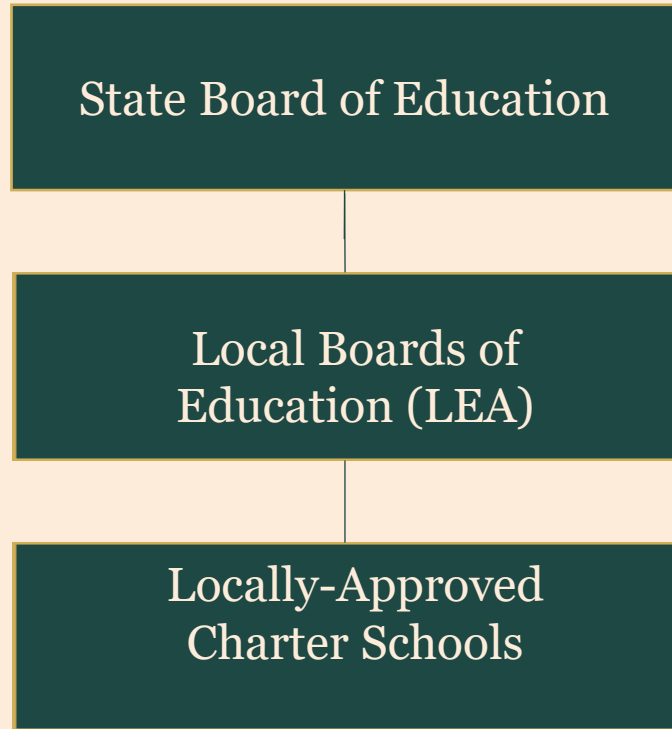 State Board of Education
Local Boards of
Education (LEA)
Locally-Approved
Charter Schools